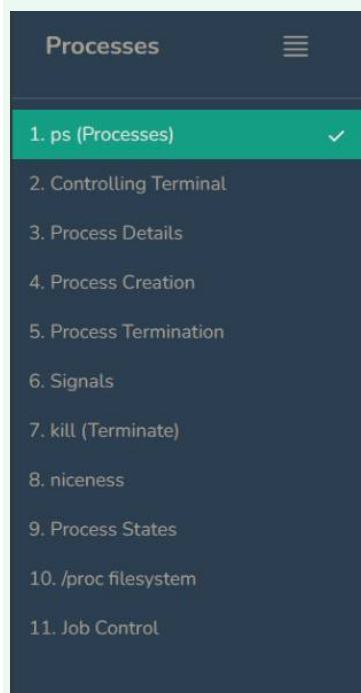 Processes
1. ps (Processes)
2. Controlling Terminal
3. Process Details
4. Process Creation
5. Process Termination
6. Signals
7. kill (Terminate)
8. niceness
9. Process States
10. /proc filesystem
11. Job Control